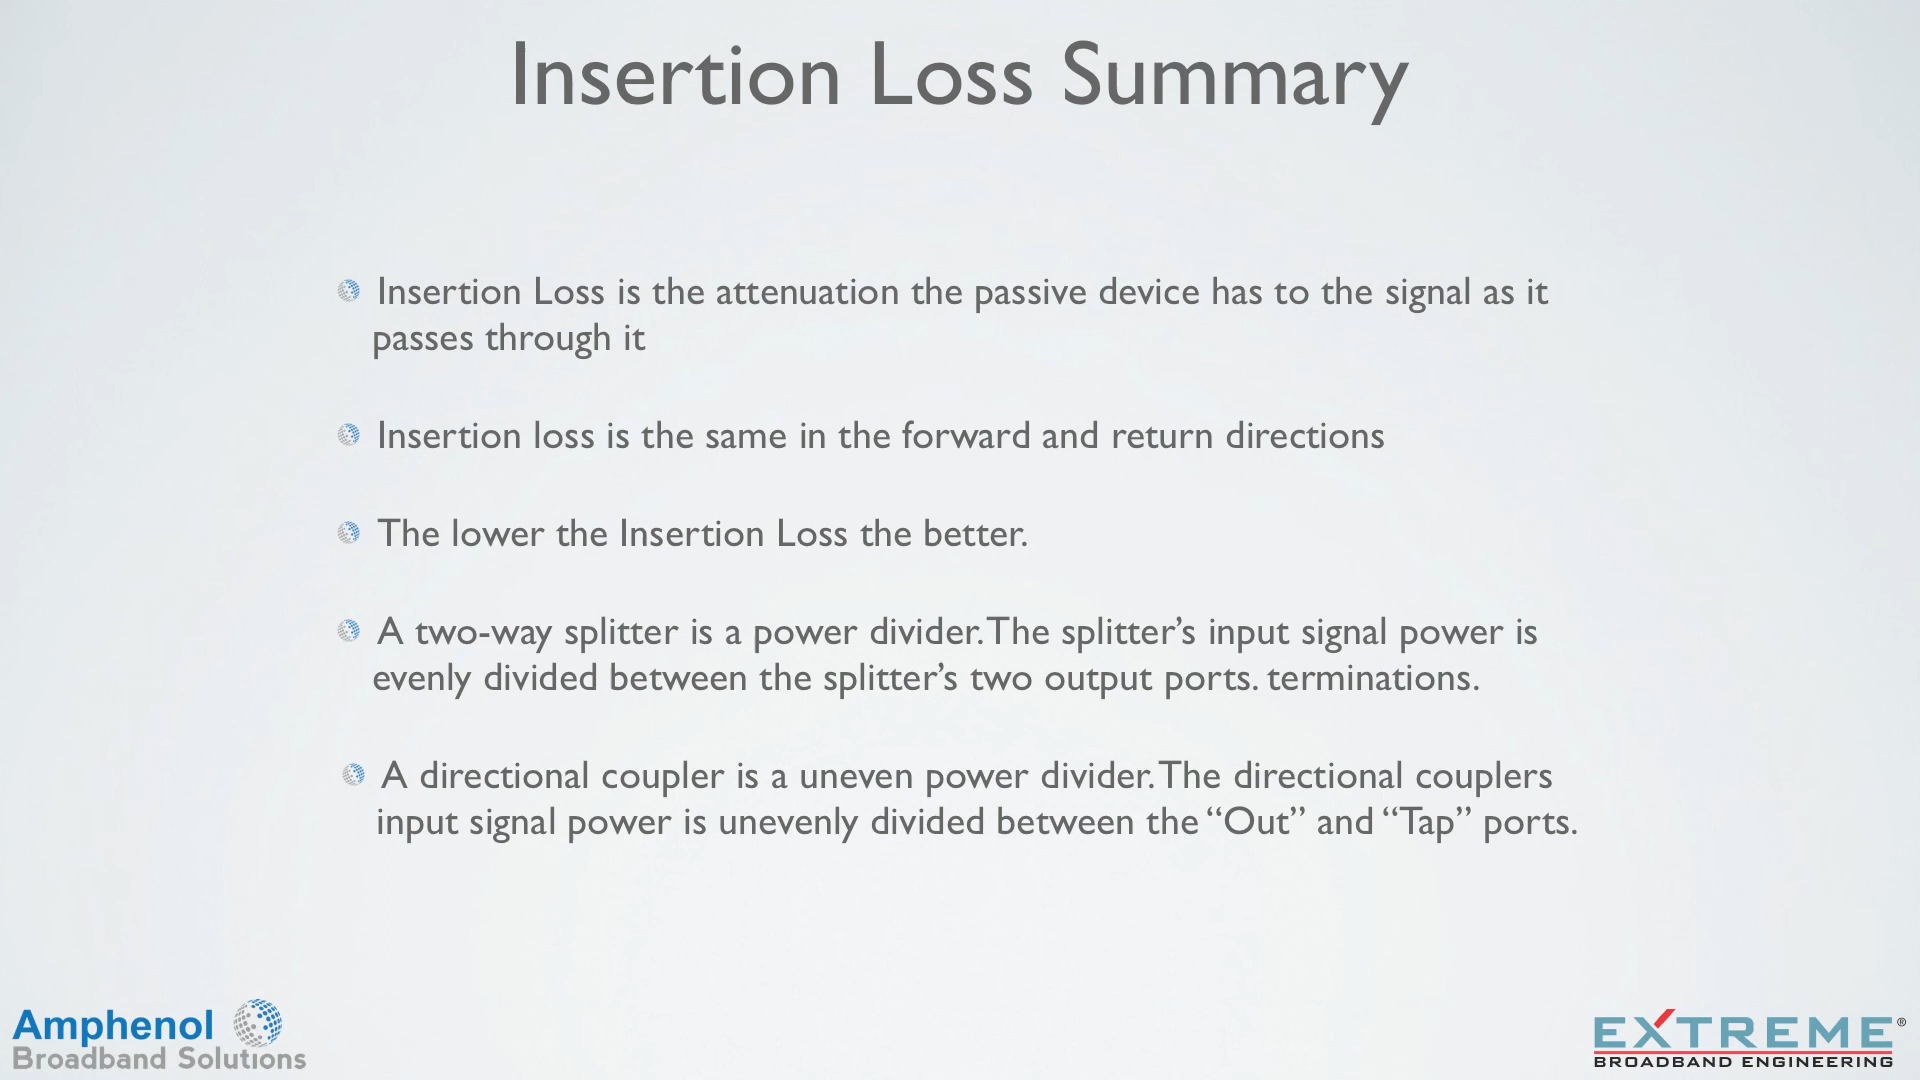 Insertion Loss Summary
Insertion Loss is the attenuation the passive device has to the signal as it
passes through it
Insertion loss is the same in the forward and return directions
The lower the Insertion Loss the better.
A two-way splitter is a power divider. The splitter’s input signal power is
evenly divided between the splitter’s two output ports. terminations.
A directional coupler is a uneven power divider. The directional couplers
input signal power is unevenly divided between the “Out” and “Tap” ports.
Amphenol
Broadband Solutions
EXTREME®
BROADBAND ENGINEERING